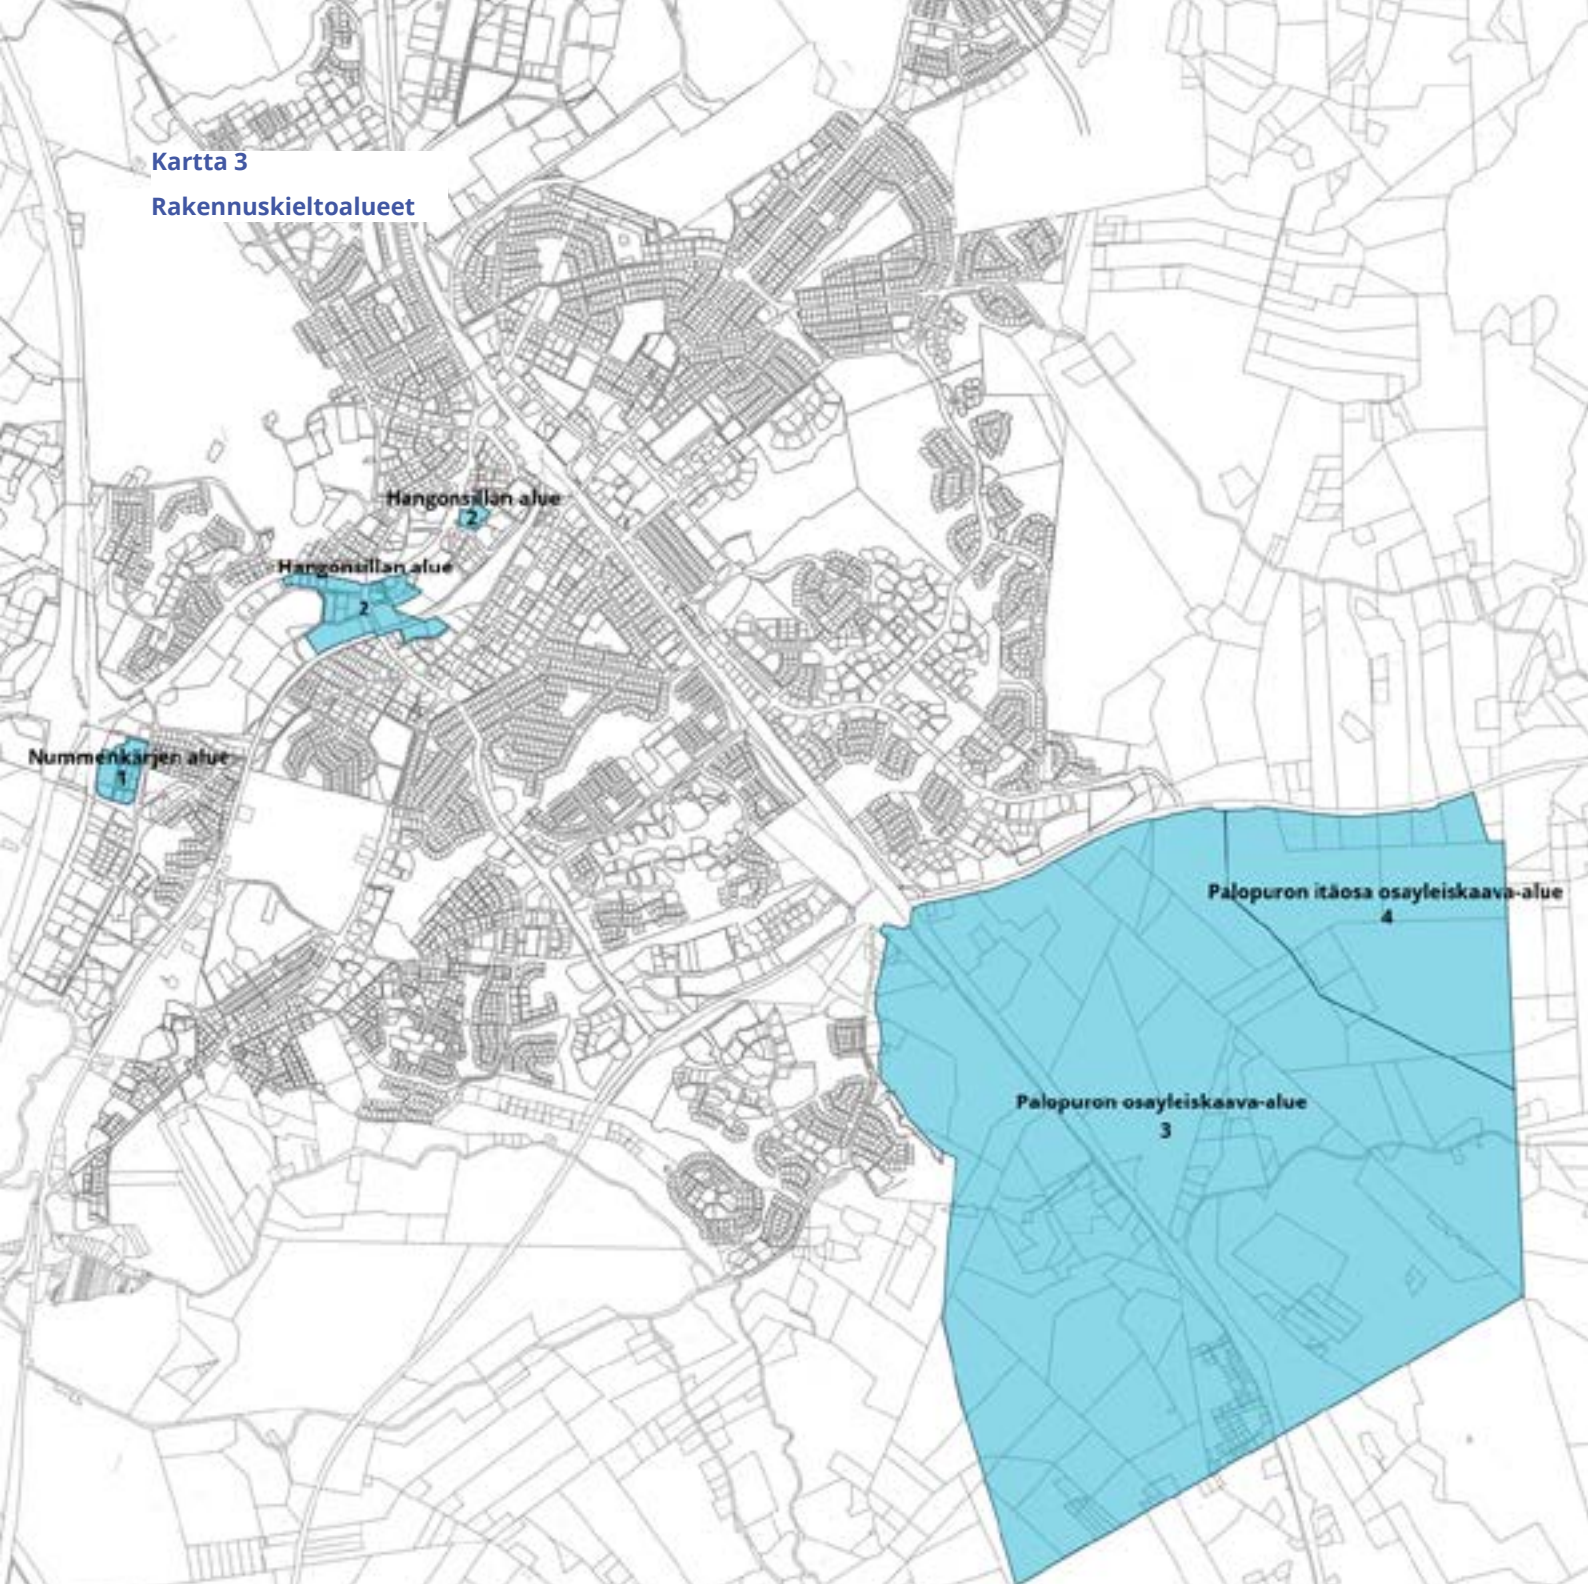 Kartta 3
Rakennuskieltoalueet
Hangonsillan alue
2
Hangonsillan alue
2
Nummenkärjen alue
1
Palopuron itäosa osayleiskaava-alue
4
Palopuron osayleiskaava-alue
3